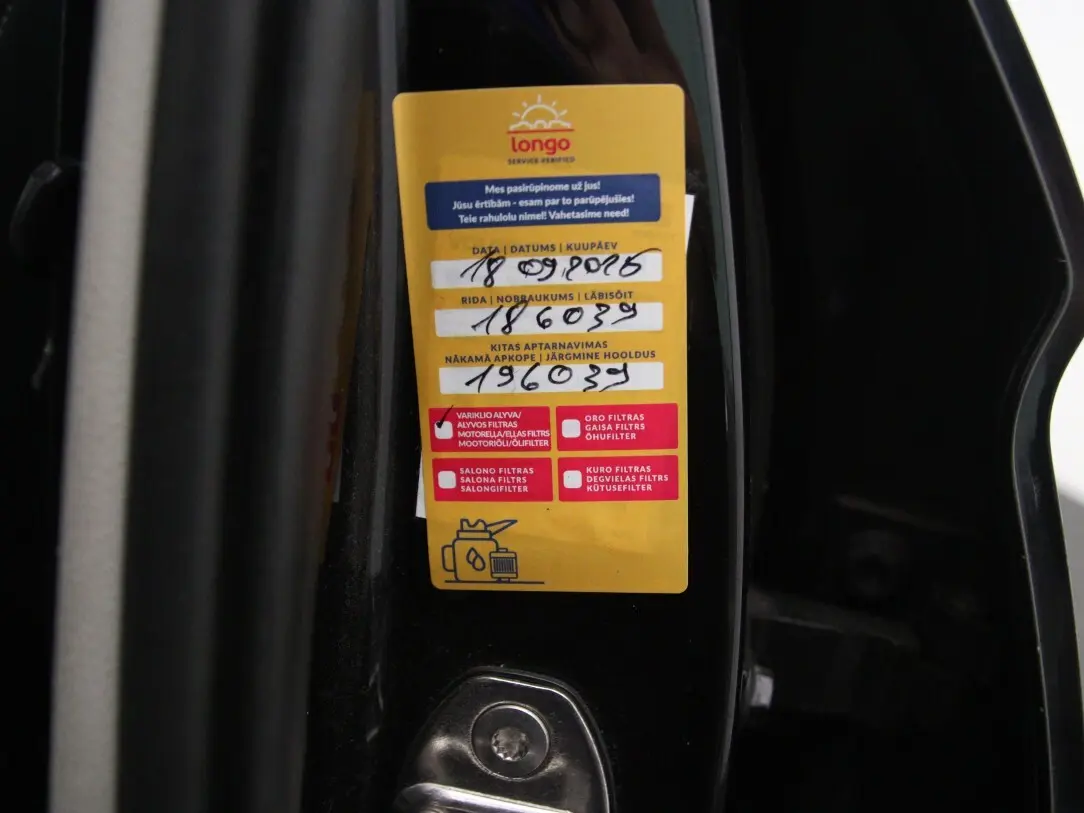 longo
SERVICE VERIFIED
Mes pasirūpinome už jus!
Jūsu ērtībām - esam par to parūpējušies!
Teie rahulolu nimel! Vahetasime need!
DATA | DATUMS | KUUPÄEV
18 09.2025
RIDA | NOBRAUKUMS | LÄBISÕIT
186039
KITAS APTARNAVIMAS
NĀKAMĀ APKOPE | JÄRGMINE HOOLDUS
196039
VARIKLIO ALYVA/
ALYVOS FILTRAS
MOTOREĻĻA/EĻĻAS FILTRS
MOOTORIÕLI/ÕLIFILTER
ORO FILTRAS
GAISA FILTRS
ÕHUFILTER
SALONO FILTRAS
SALONA FILTRS
SALONGIFILTER
KURO FILTRAS
DEGVIELAS FILTRS
KÜTUSEFILTER